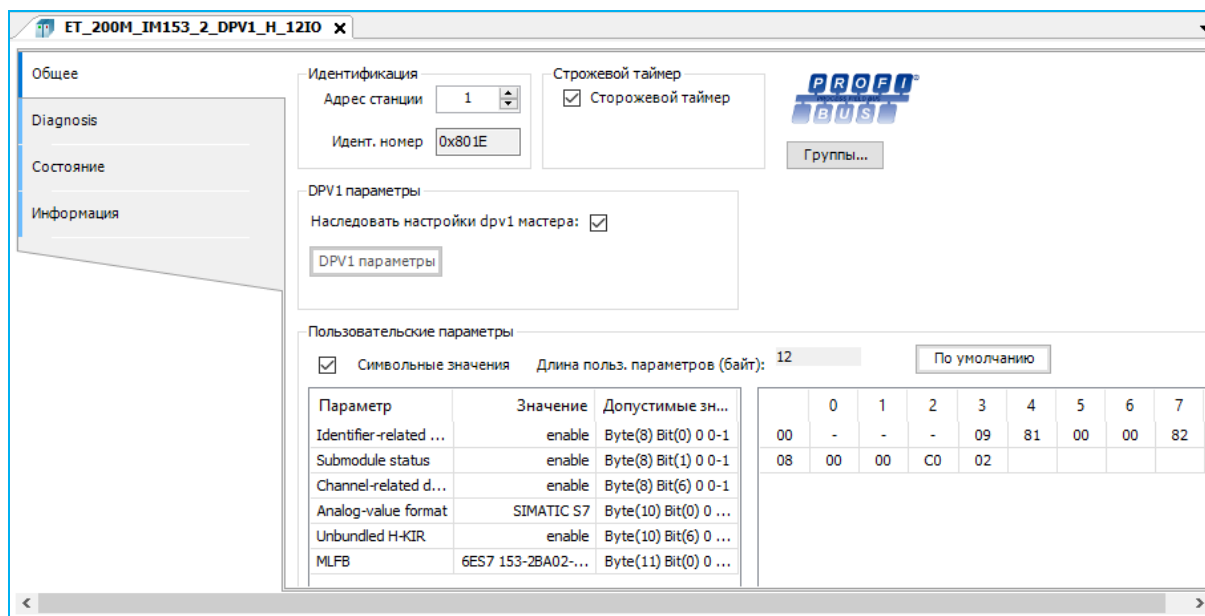 ET_200M_IM153_2_DPV1_H_12IO
Общее
Diagnosis
Состояние
Информация
Идентификация
Адрес станции 1
Идент. номер 0x801E
Строжевой таймер
Сторожевой таймер
PROFI
PROCESS FIELD BUS
BUS
Группы...
DPV1 параметры
Наследовать настройки dpv1 мастера:
DPV1 параметры
Пользовательские параметры
Символьные значения Длина польз. параметров (байт): 12 По умолчанию
Параметр Значение Допустимые зн... 0 1 2 3 4 5 6 7
Identifier-related ... enable Byte(8) Bit(0) 0 0-1 00 - - - 09 81 00 00 82
Submodule status enable Byte(8) Bit(1) 0 0-1 08 00 00 C0 02
Channel-related d... enable Byte(8) Bit(6) 0 0-1
Analog-value format SIMATIC S7 Byte(10) Bit(0) 0 ...
Unbundled H-KIR enable Byte(10) Bit(6) 0 ...
MLFB 6ES7 153-2BA02-... Byte(11) Bit(0) 0 ...